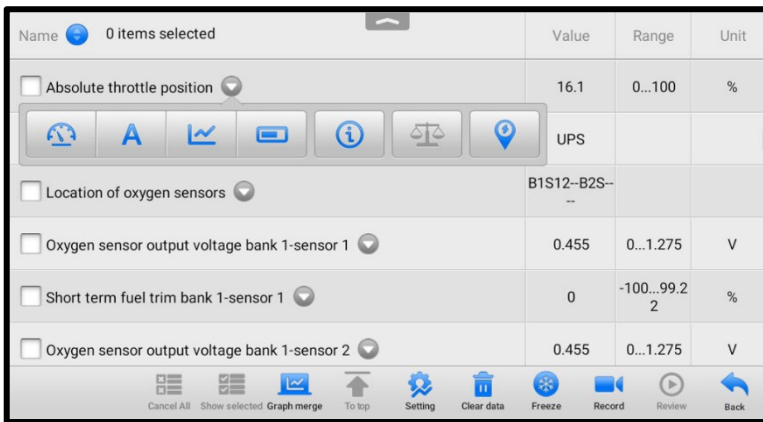 Name 0 items selected Value Range Unit
Absolute throttle position 16.1 0...100 %
A
UPS
Location of oxygen sensors B1S12--B2S--
--
Oxygen sensor output voltage bank 1-sensor 1 0.455 0...1.275 V
Short term fuel trim bank 1-sensor 1 0 -100...99.2
2 %
Oxygen sensor output voltage bank 1-sensor 2 0.455 0...1.275 V
Cancel All Show selected Graph merge To top Setting Clear data Freeze Record Review Back